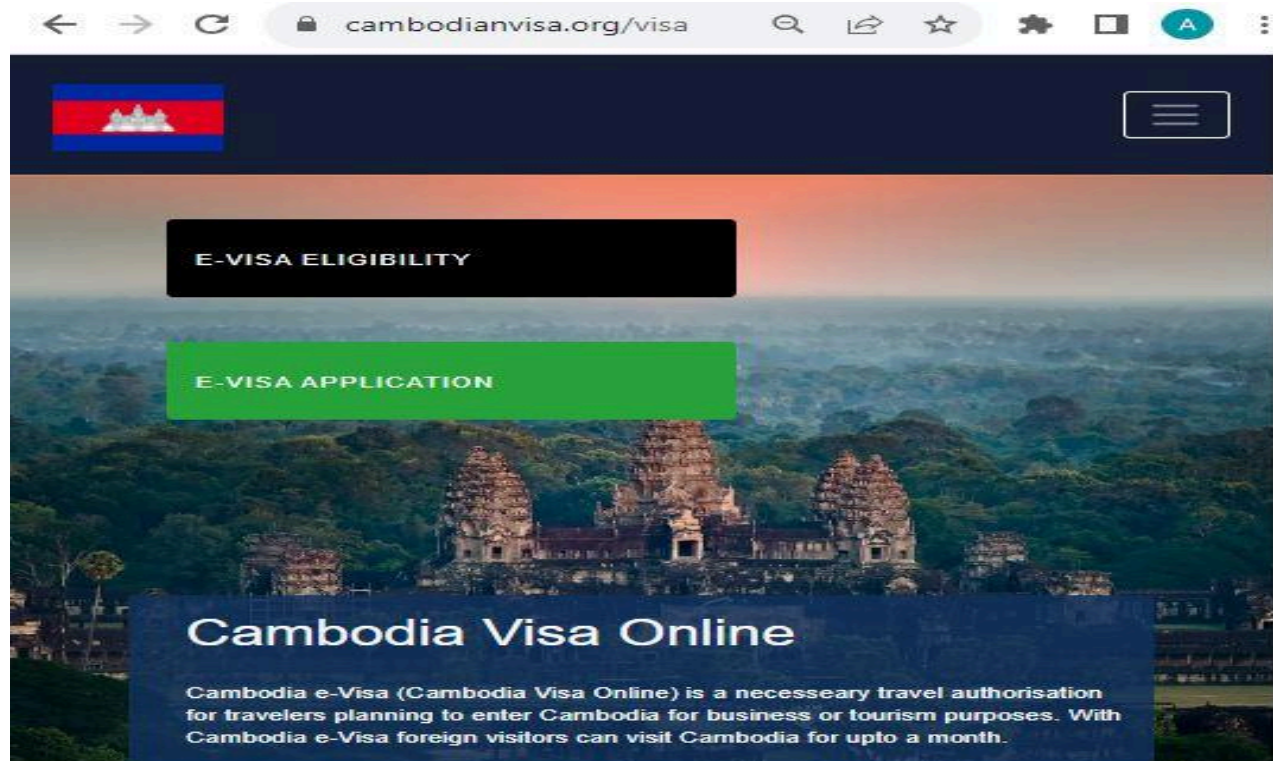 cambodianvisa.org/visa
A
E-VISA ELIGIBILITY
E-VISA APPLICATION
Cambodia Visa Online
Cambodia e-Visa (Cambodia Visa Online) is a necesseary travel authorisation
for travelers planning to enter Cambodia for business or tourism purposes. With
Cambodia e-Visa foreign visitors can visit Cambodia for upto a month.